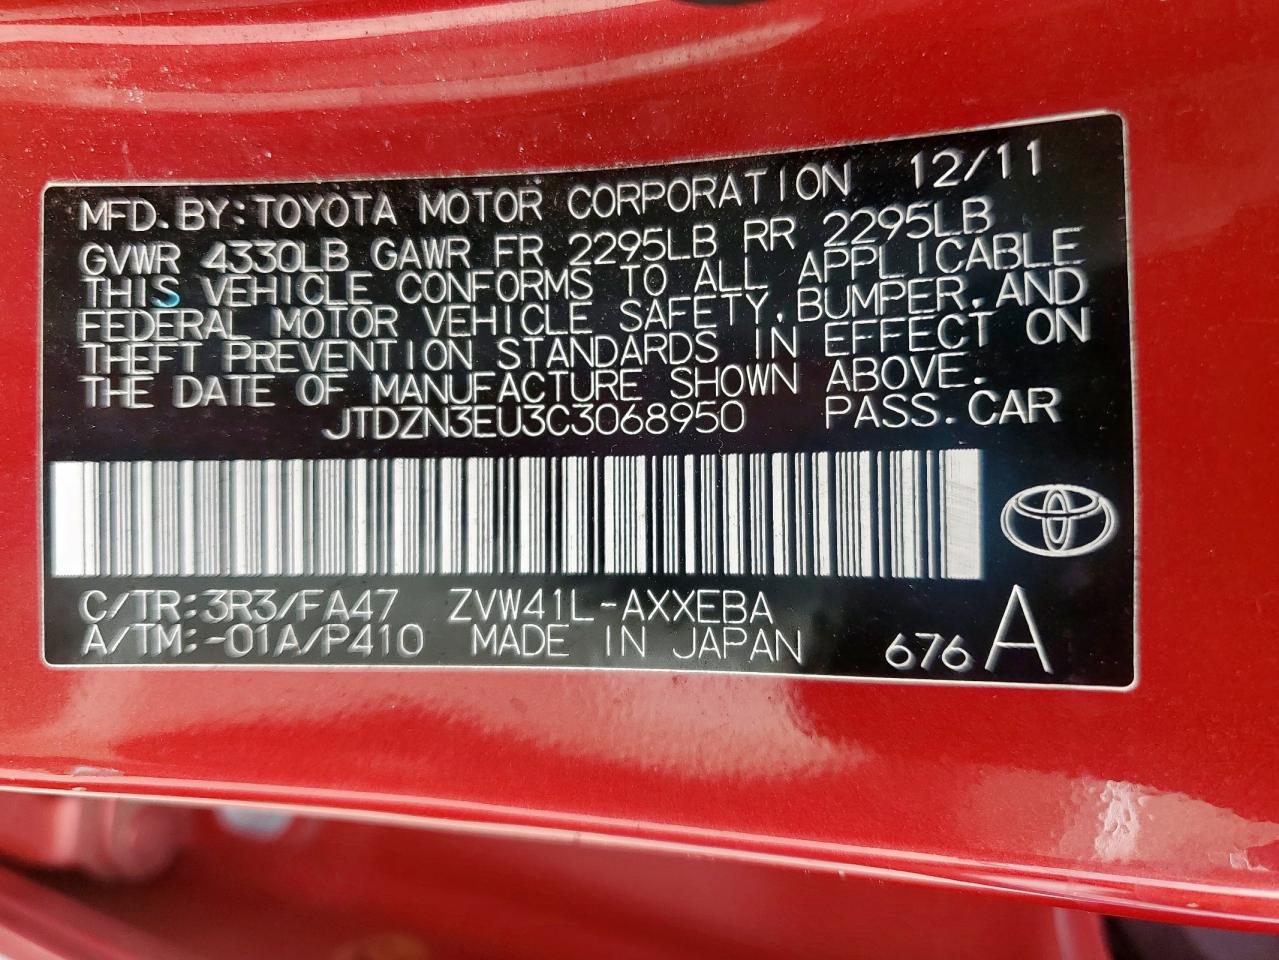 MFD. BY: TOYOTA MOTOR CORPORATION 12/11
GVWR 4330LB GAWR FR 2295LB RR 2295LB
THIS VEHICLE CONFORMS TO ALL APPLICABLE
FEDERAL MOTOR VEHICLE SAFETY, BUMPER, AND
THEFT PREVENTION STANDARDS IN EFFECT ON
THE DATE OF MANUFACTURE SHOWN ABOVE.
JTDZN3EU3C3068950 PASS. CAR
C/TR: 3R3/FA47 ZVW41L-AXXEBA
A/TM: -01A/P410 MADE IN JAPAN 676 A